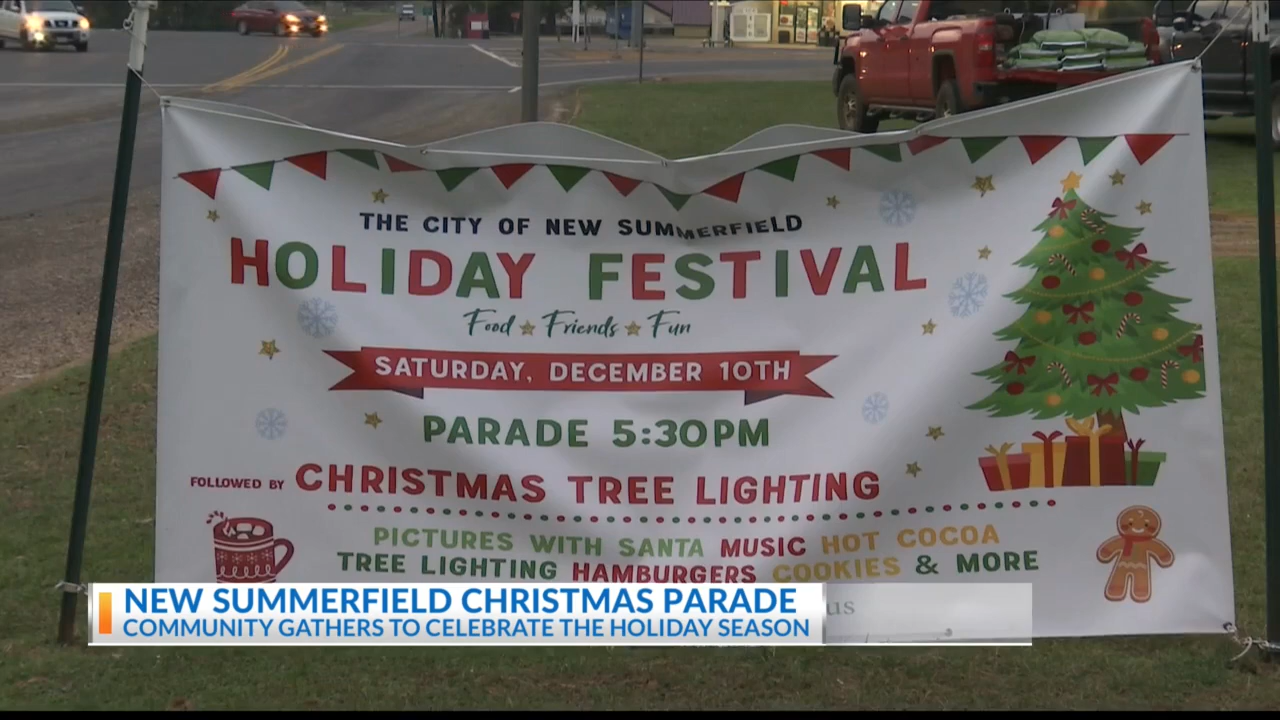 THE CITY OF NEW SUMMERFIELD
HOLIDAY FESTIVAL
Food Friends Fun
SATURDAY, DECEMBER 10TH
PARADE 5:30PM
FOLLOWED BY CHRISTMAS TREE LIGHTING
PICTURES WITH SANTA MUSIC HOT COCOA
TREE LIGHTING HAMBURGERS COOKIES & MORE
NEW SUMMERFIELD CHRISTMAS PARADE
COMMUNITY GATHERS TO CELEBRATE THE HOLIDAY SEASON